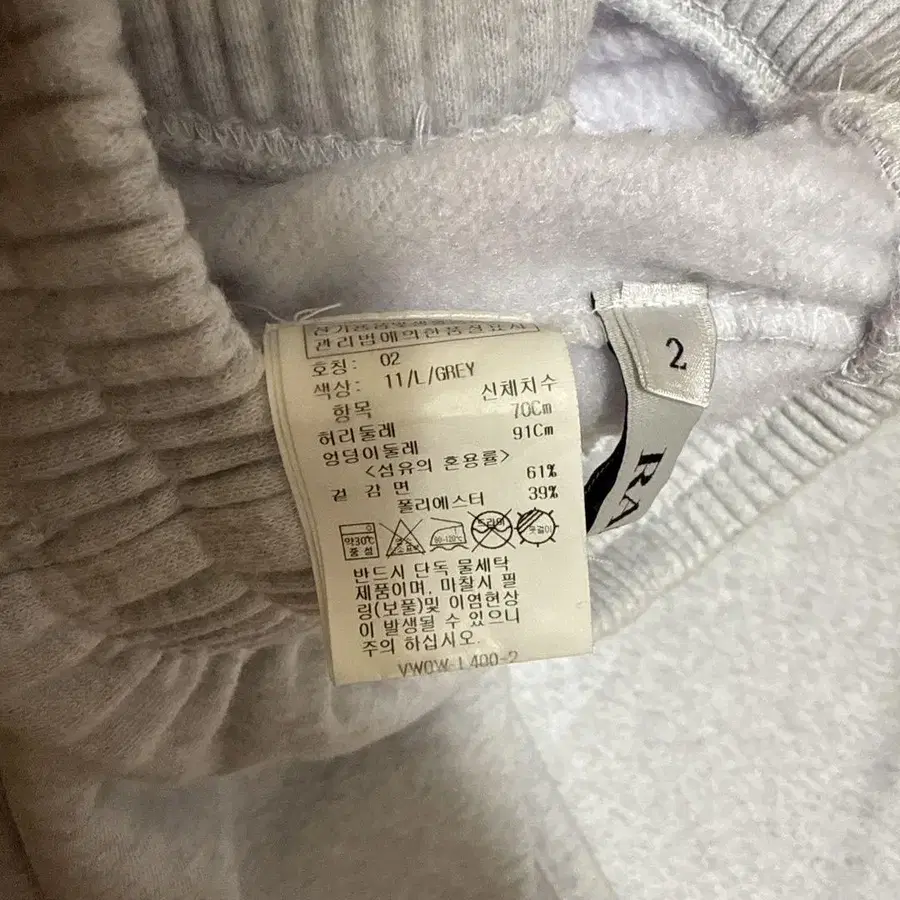 관리법에의한품질표시
호칭: 02
색상: 11/L/GREY
항목 신체치수
허리둘레 70Cm
엉덩이둘레 91Cm
<섬유의 혼용률>
겉 감 면 61%
폴리에스터 39%
약30℃
중성
80-120℃
드라이
옷걸이
반드시 단독 물세탁
제품이며, 마찰시 필
링(보풀)및 이염현상
이 발생될 수 있으니
주의 하십시오.
VWOW-L400-2
2
RA